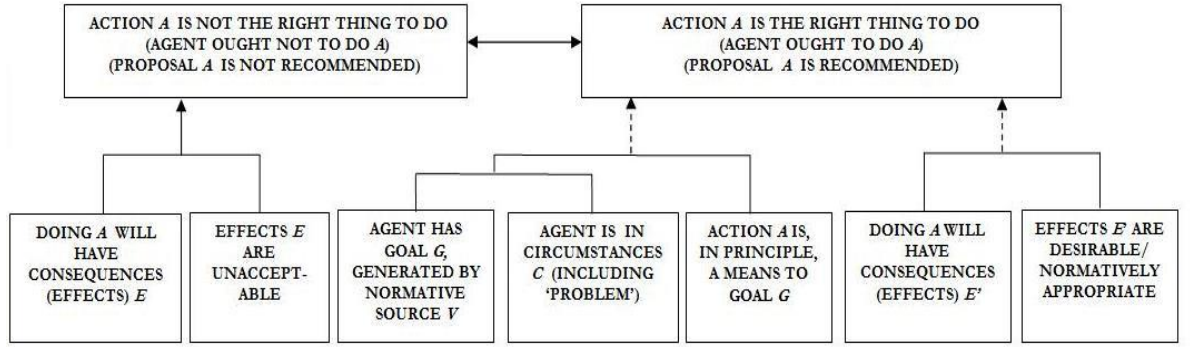 ACTION A IS NOT THE RIGHT THING TO DO
(AGENT OUGHT NOT TO DO A)
(PROPOSAL A IS NOT RECOMMENDED)
ACTION A IS THE RIGHT THING TO DO
(AGENT OUGHT TO DO A)
(PROPOSAL A IS RECOMMENDED)
DOING A WILL
HAVE
CONSEQUENCES
(EFFECTS) E
EFFECTS E
ARE
UNACCEPT-
ABLE
AGENT HAS
GOAL G,
GENERATED BY
NORMATIVE
SOURCE V
AGENT IS IN
CIRCUMSTANCES
C (INCLUDING
‘PROBLEM’)
ACTION A IS,
IN PRINCIPLE,
A MEANS TO
GOAL G
DOING A WILL
HAVE
CONSEQUENCES
(EFFECTS) E’
EFFECTS E’ ARE
DESIRABLE/
NORMATIVELY
APPROPRIATE